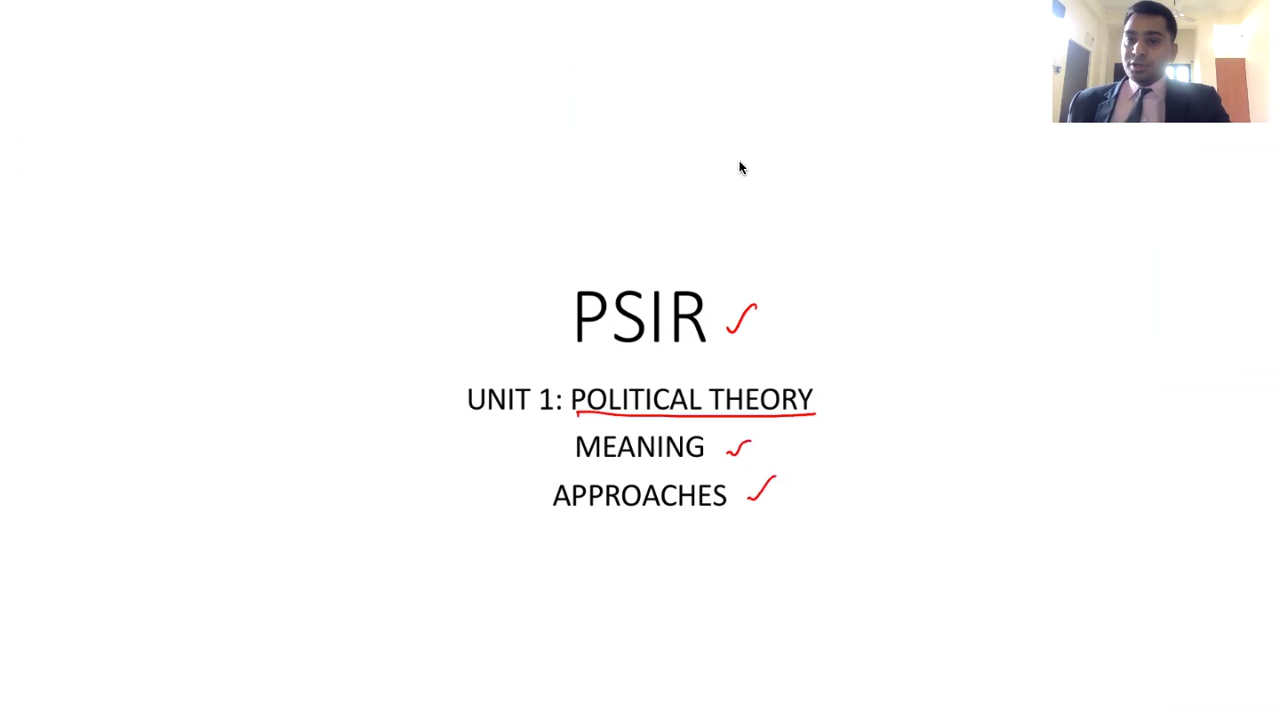 PSIR
UNIT 1: POLITICAL THEORY
MEANING
APPROACHES